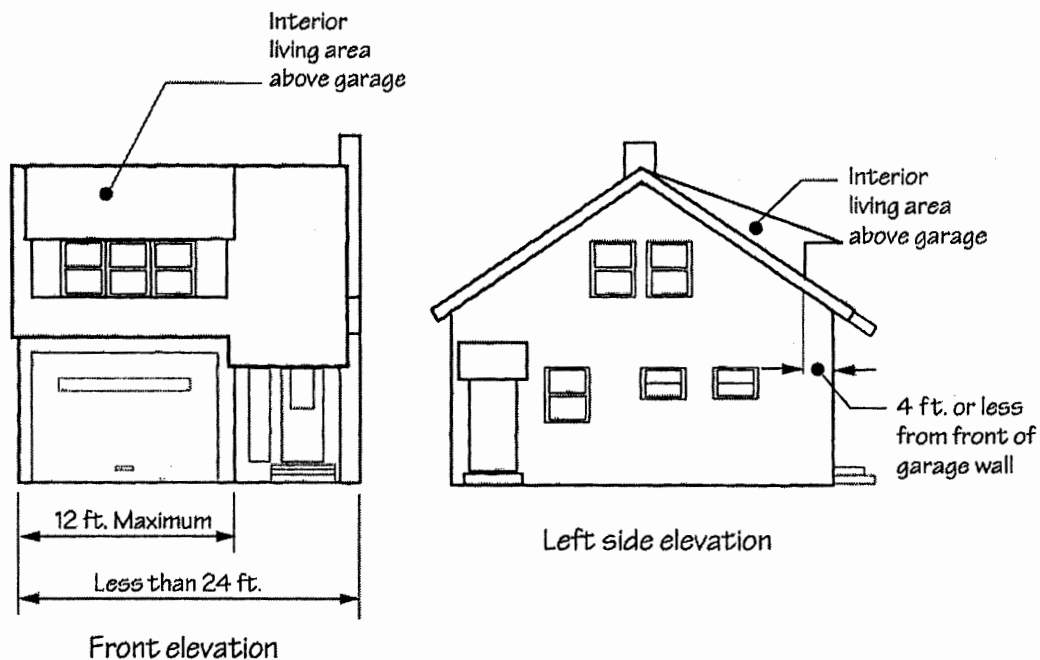 Interior
living area
above garage
Interior
living area
above garage
4 ft. or less
from front of
garage wall
12 ft. Maximum
Less than 24 ft.
Left side elevation
Front elevation